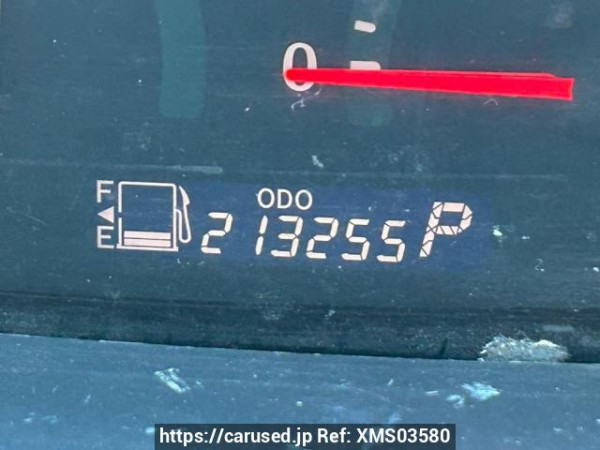 0
F
ODO
E
213255 P
https://carused.jp Ref: XMS03580